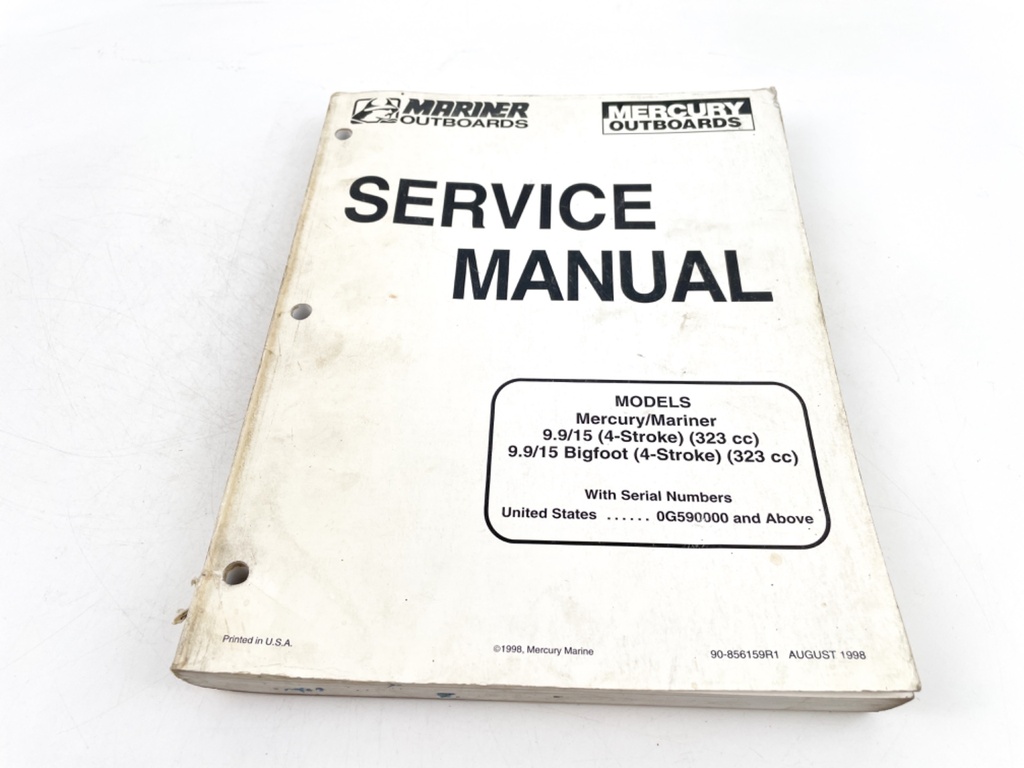 MARINER
OUTBOARDS
MERCURY
OUTBOARDS
SERVICE
MANUAL
MODELS
Mercury/Mariner
9.9/15 (4-Stroke) (323 cc)
9.9/15 Bigfoot (4-Stroke) (323 cc)
With Serial Numbers
United States ...... 0G590000 and Above
Printed in U.S.A.
©1998, Mercury Marine
90-856159R1 AUGUST 1998